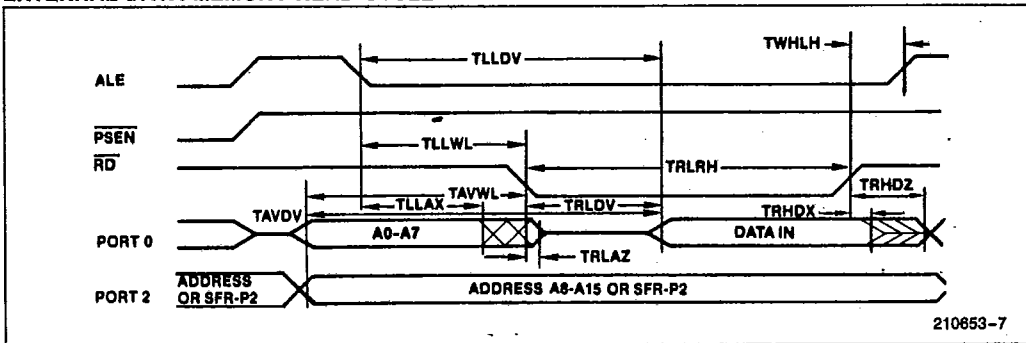 TWHLH
TLLDV
ALE
PSEN
TLLWL
RD
TRLRH
TAVWL
TRHDZ
TLLAX
TRLDV
TRHDX
TAVDV
PORT 0
A0-A7
DATA IN
TRLAZ
ADDRESS
OR SFR-P2
PORT 2
ADDRESS A8-A15 OR SFR-P2
210653-7